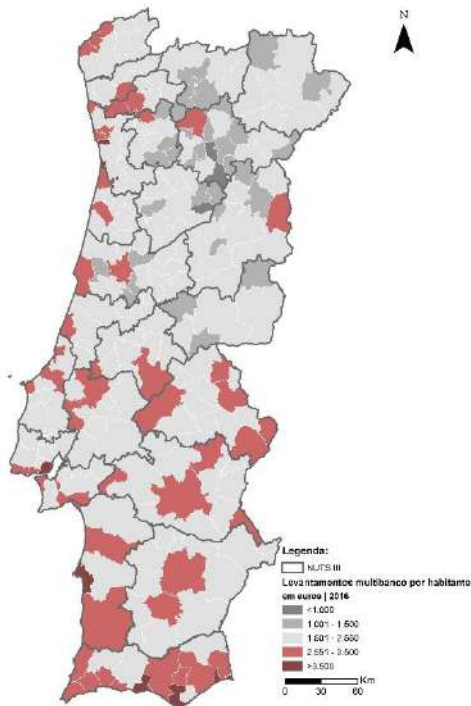 N
Legenda:
NUTS III
Levantamentos multibanco por habitante
em euros | 2016
<1.000
1.001 - 1.500
1.501 - 2.550
2.551 - 3.500
>3.500
Km
0 30 60